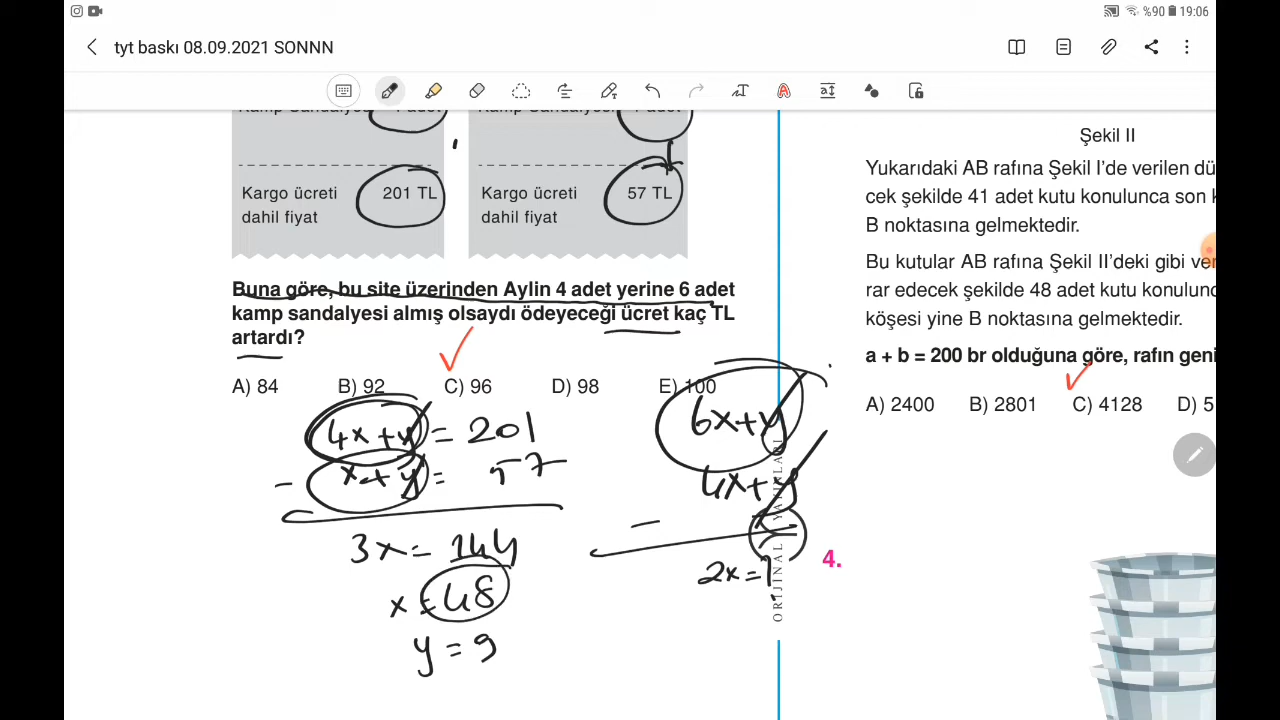 %90 19:06
tyt baskı 08.09.2021 SONNN
Kargo ücreti
dahil fiyat
201 TL
Kargo ücreti
dahil fiyat
57 TL
Buna göre, bu site üzerinden Aylin 4 adet yerine 6 adet
kamp sandalyesi almış olsaydı ödeyeceği ücret kaç TL
artardı?
A) 84 B) 92 C) 96 D) 98 E) 100
4x+y = 201
- x+y = 57
3x = 144
x = 48
y = 9
6x+y
4x+y
-
2x=?
ORİJİNAL YAYINLARI
Şekil II
Yukarıdaki AB rafına Şekil I’de verilen
cek şekilde 41 adet kutu konulunca son
B noktasına gelmektedir.
Bu kutular AB rafına Şekil II’deki gibi
rar edecek şekilde 48 adet kutu
köşesi yine B noktasına gelmektedir.
a + b = 200 br olduğuna göre, rafın
A) 2400 B) 2801 C) 4128 D) 5
4.